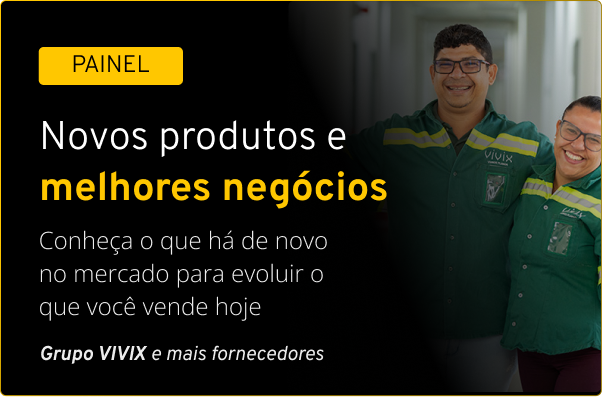 PAINEL
Novos produtos e
melhores negócios
Conheça o que há de novo
no mercado para evoluir o
que você vende hoje
Grupo VIVIX e mais fornecedores
VIVIX